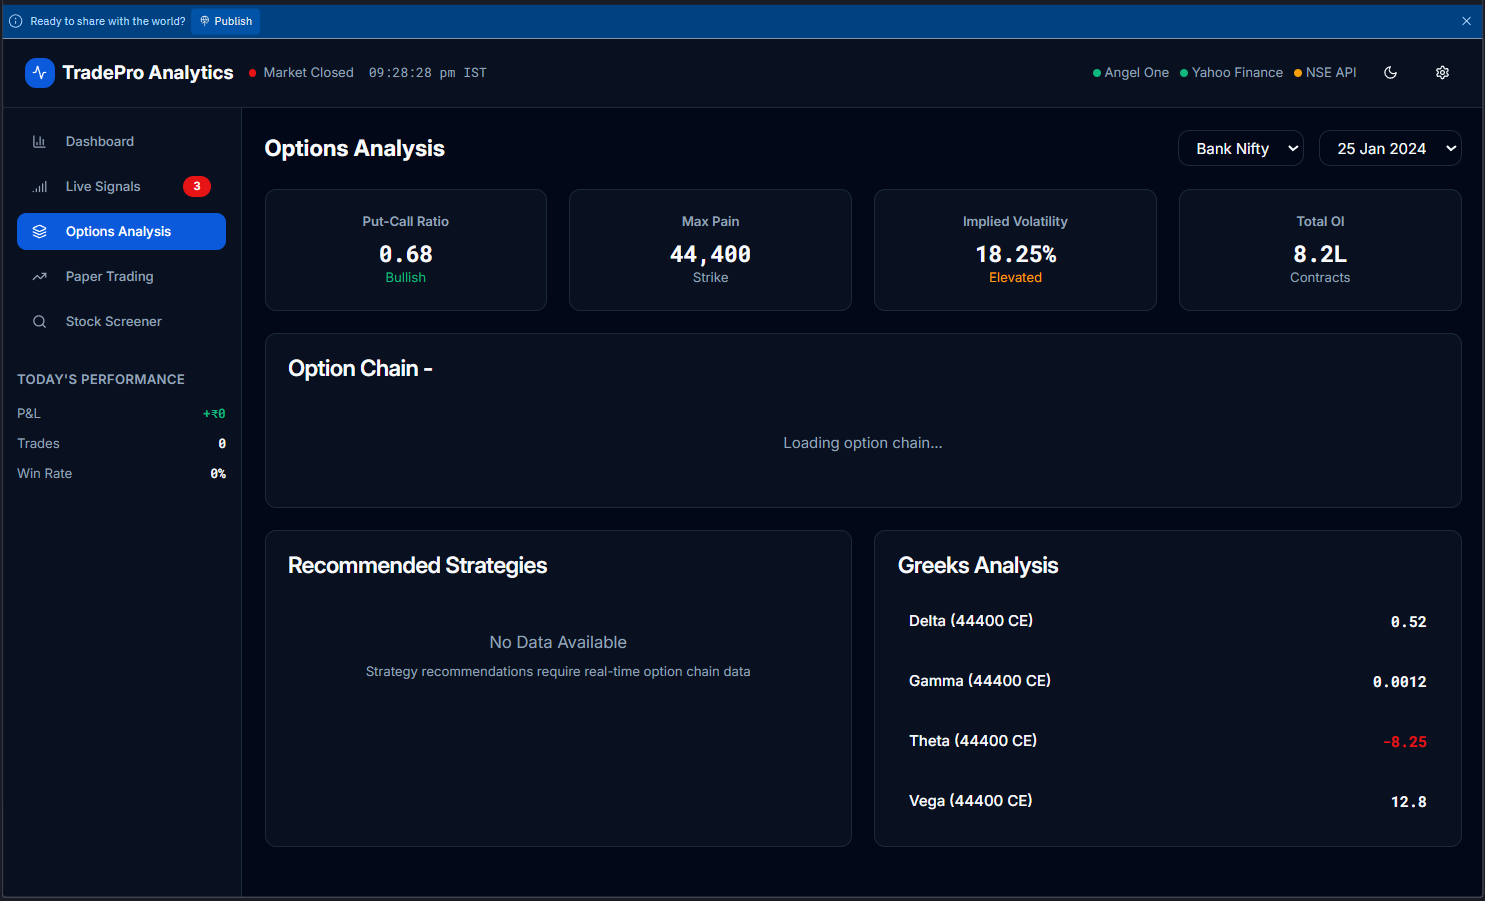 Ready to share with the world? Publish
TradePro Analytics Market Closed 09:28:28 pm IST Angel One Yahoo Finance NSE API
Dashboard
Live Signals 3
Options Analysis
Paper Trading
Stock Screener
TODAY'S PERFORMANCE
P&L +₹0
Trades 0
Win Rate 0%
Options Analysis Bank Nifty 25 Jan 2024
Put-Call Ratio
0.68
Bullish
Max Pain
44,400
Strike
Implied Volatility
18.25%
Elevated
Total OI
8.2L
Contracts
Option Chain -
Loading option chain...
Recommended Strategies
No Data Available
Strategy recommendations require real-time option chain data
Greeks Analysis
Delta (44400 CE) 0.52
Gamma (44400 CE) 0.0012
Theta (44400 CE) -8.25
Vega (44400 CE) 12.8